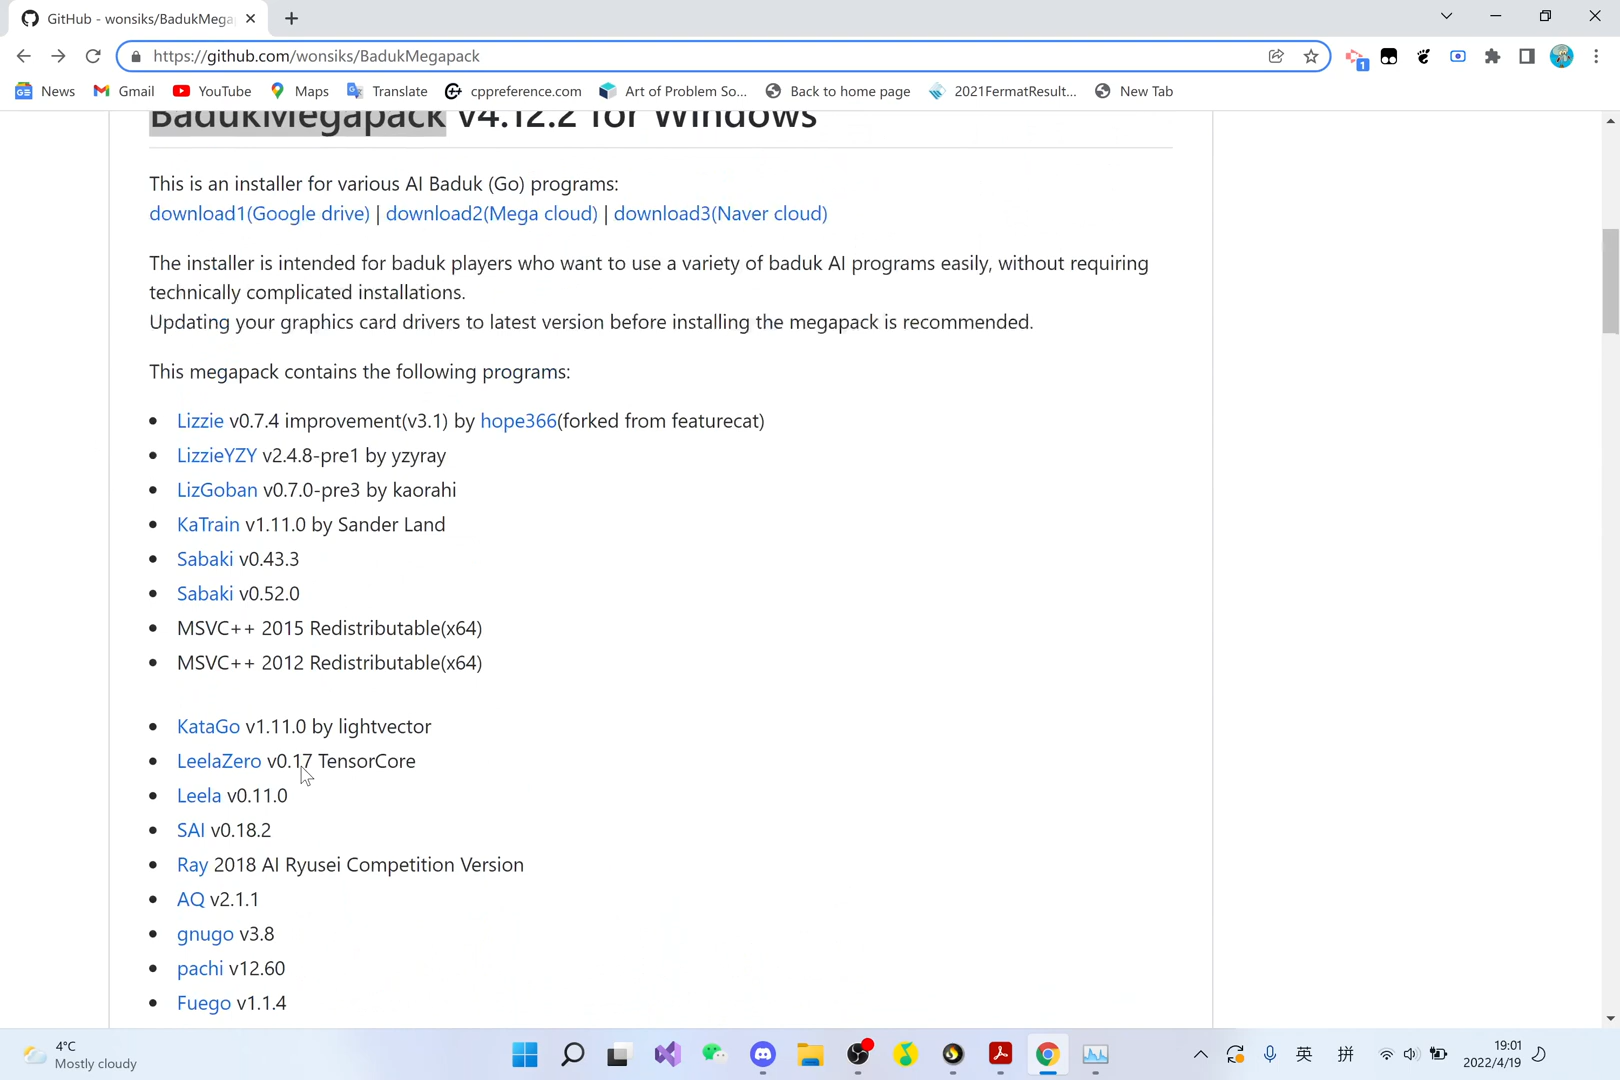 GitHub - wonsiks/BadukMega
https://github.com/wonsiks/BadukMegapack
1
News
Gmail
YouTube
Maps
Translate
cppreference.com
Art of Problem So...
Back to home page
2021FermatResult...
New Tab
BadukMegapack v4.12.2 for Windows
This is an installer for various AI Baduk (Go) programs:
download1(Google drive) | download2(Mega cloud) | download3(Naver cloud)
The installer is intended for baduk players who want to use a variety of baduk AI programs easily, without requiring
technically complicated installations.
Updating your graphics card drivers to latest version before installing the megapack is recommended.
This megapack contains the following programs:
• Lizzie v0.7.4 improvement(v3.1) by hope366(forked from featurecat)
• LizzieYZY v2.4.8-pre1 by yzyray
• LizGoban v0.7.0-pre3 by kaorahi
• KaTrain v1.11.0 by Sander Land
• Sabaki v0.43.3
• Sabaki v0.52.0
• MSVC++ 2015 Redistributable(x64)
• MSVC++ 2012 Redistributable(x64)
• KataGo v1.11.0 by lightvector
• LeelaZero v0.17 TensorCore
• Leela v0.11.0
• SAI v0.18.2
• Ray 2018 AI Ryusei Competition Version
• AQ v2.1.1
• gnugo v3.8
• pachi v12.60
• Fuego v1.1.4
4°C
Mostly cloudy
英
拼
19:01
2022/4/19